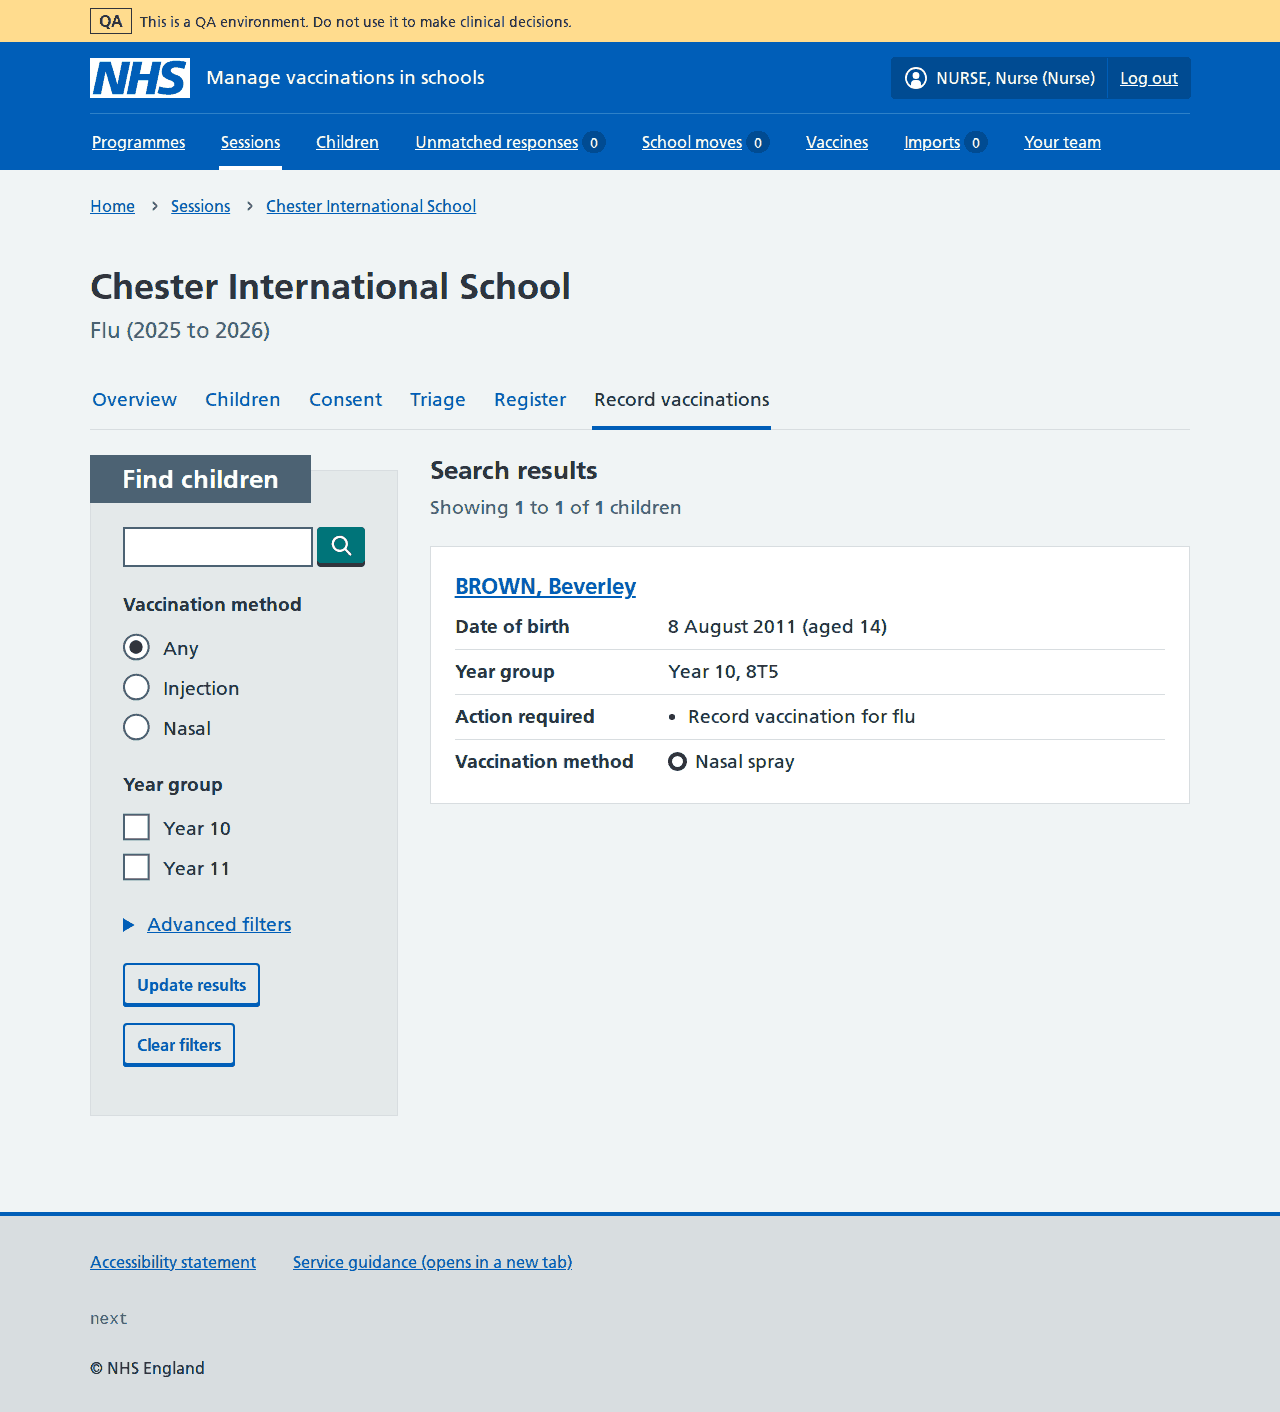 QA This is a QA environment. Do not use it to make clinical decisions.
NHS Manage vaccinations in schools NURSE, Nurse (Nurse) Log out
Programmes Sessions Children Unmatched responses 0 School moves 0 Vaccines Imports 0 Your team
Home Sessions Chester International School
Chester International School
Flu (2025 to 2026)
Overview Children Consent Triage Register Record vaccinations
Find children
Vaccination method
Any
Injection
Nasal
Year group
Year 10
Year 11
Advanced filters
Update results
Clear filters
Search results
Showing 1 to 1 of 1 children
BROWN, Beverley
Date of birth 8 August 2011 (aged 14)
Year group Year 10, 8T5
Action required • Record vaccination for flu
Vaccination method Nasal spray
Accessibility statement Service guidance (opens in a new tab)
next
© NHS England